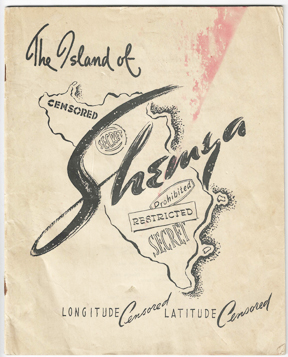 The Island of
CENSORED
SECRET
Shemya
Prohibited
RESTRICTED
SECRET
LONGITUDE Censored LATITUDE Censored